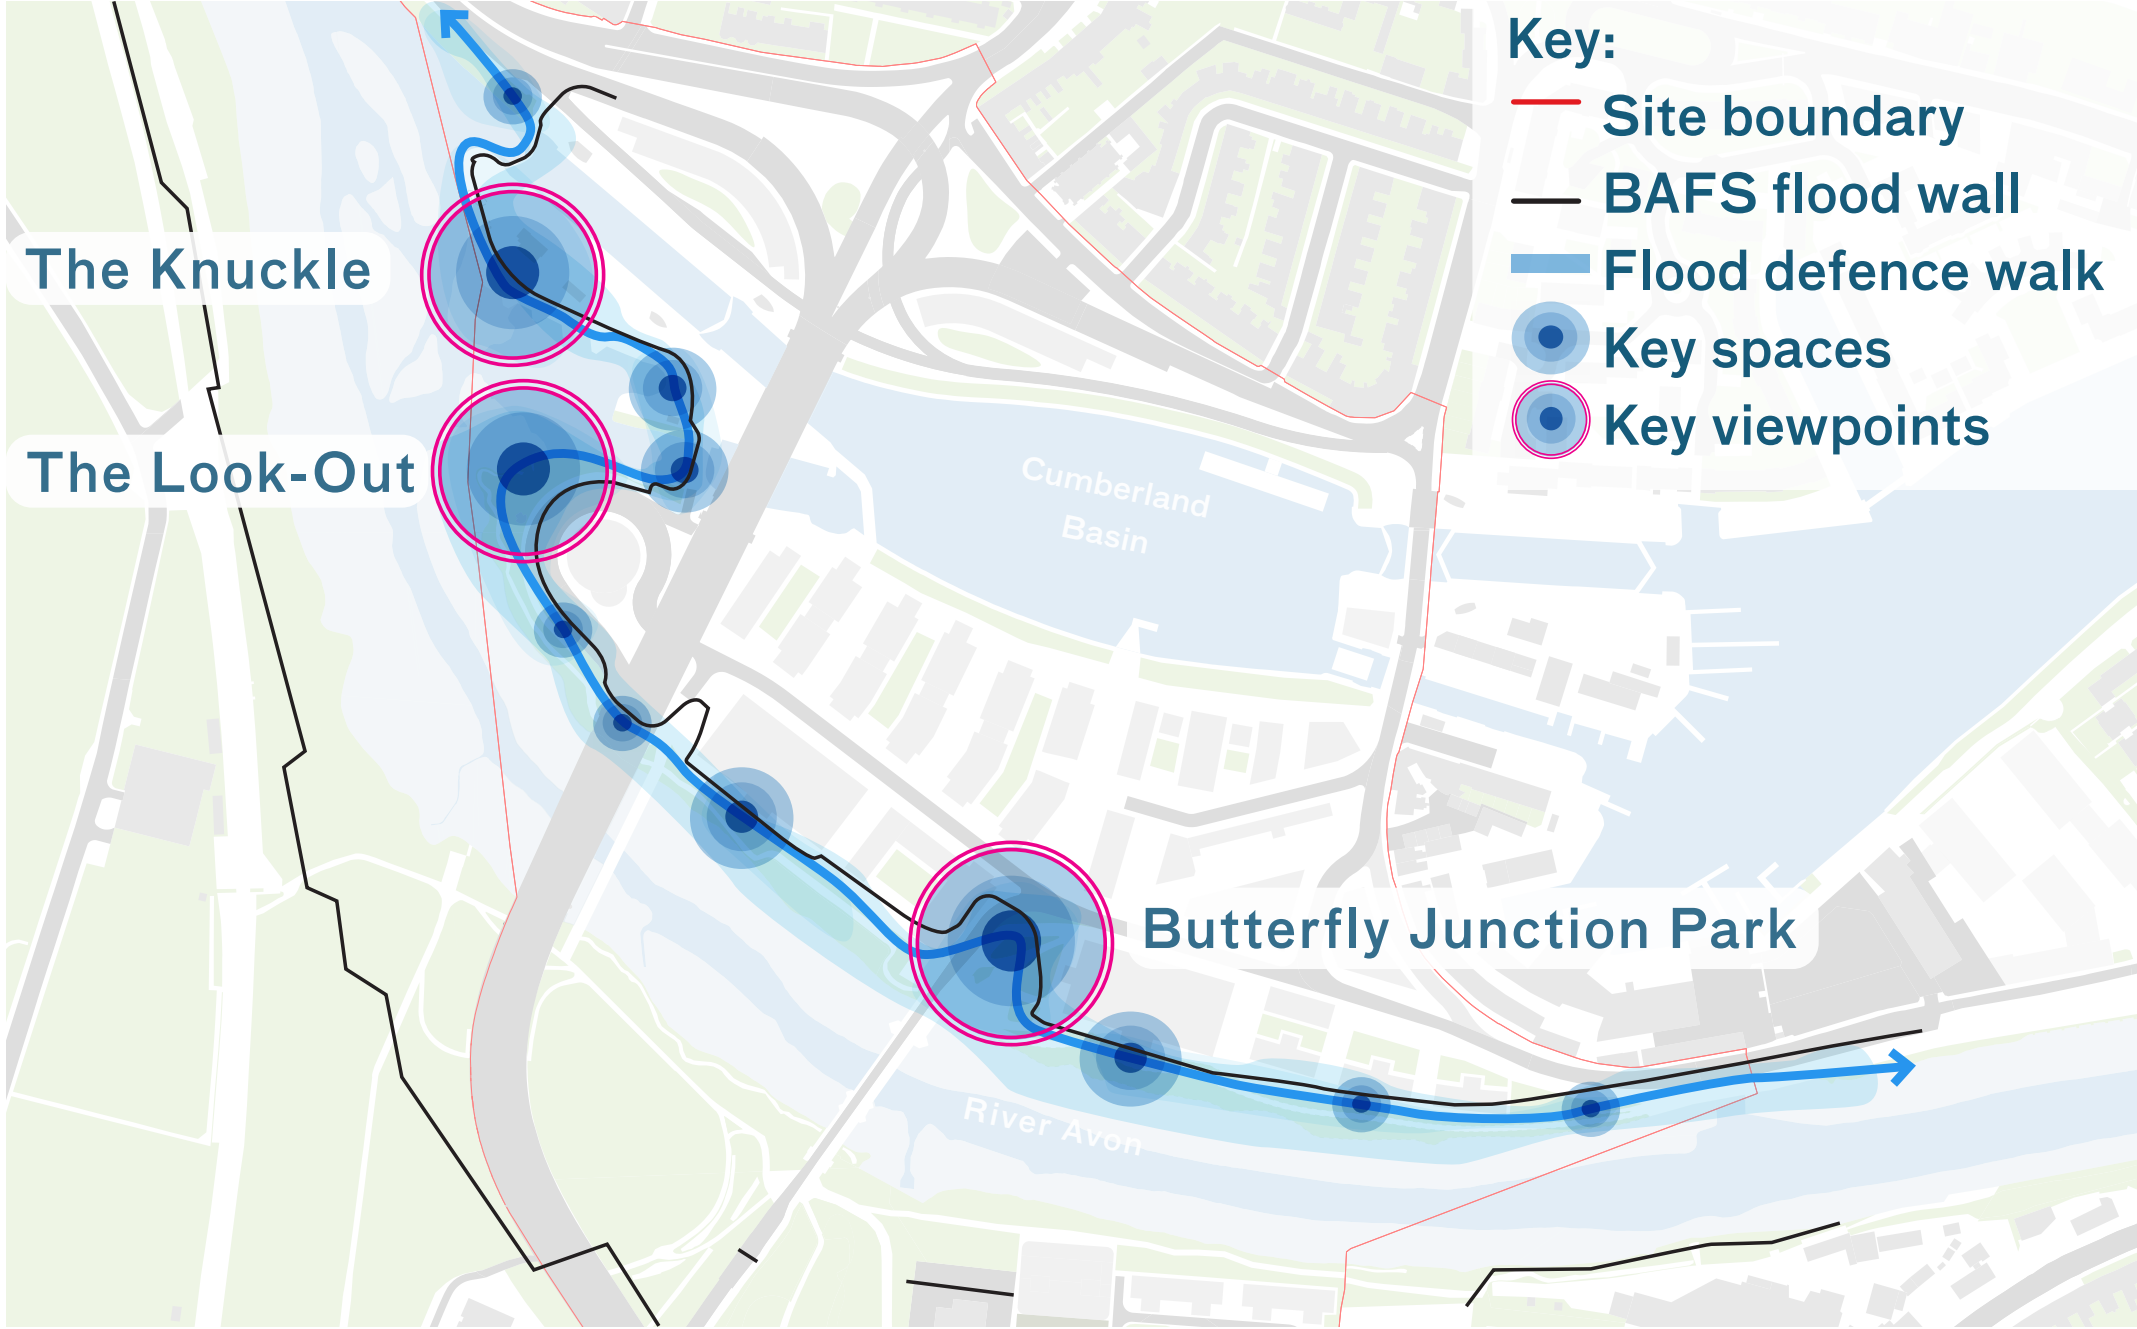 Key:
Site boundary
BAFS flood wall
Flood defence walk
Key spaces
Key viewpoints
The Knuckle
The Look-Out
Cumberland
Basin
Butterfly Junction Park
River Avon